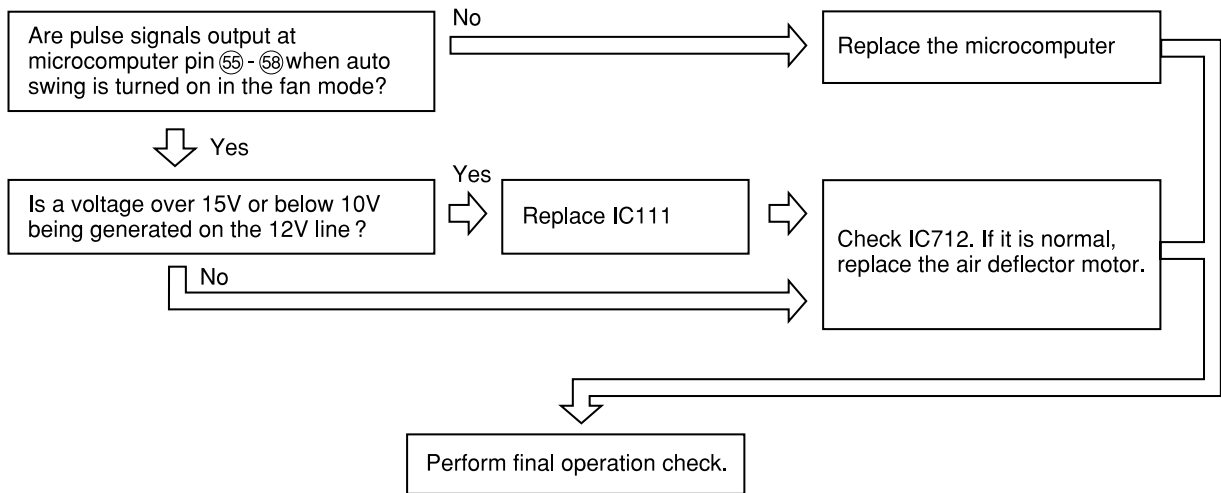 Are pulse signals output at
microcomputer pin 55 - 58 when auto
swing is turned on in the fan mode?
No
Replace the microcomputer
Yes
Is a voltage over 15V or below 10V
being generated on the 12V line ?
Yes
Replace IC111
Check IC712. If it is normal,
replace the air deflector motor.
No
Perform final operation check.